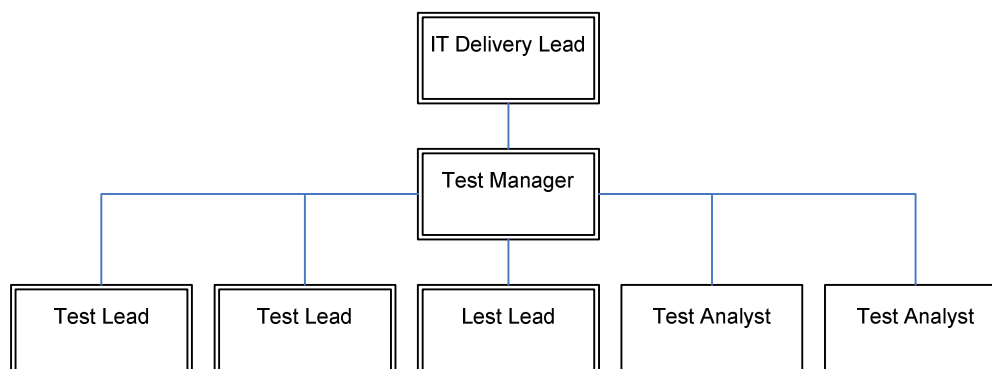 IT Delivery Lead
Test Manager
Test Lead
Test Lead
Lest Lead
Test Analyst
Test Analyst